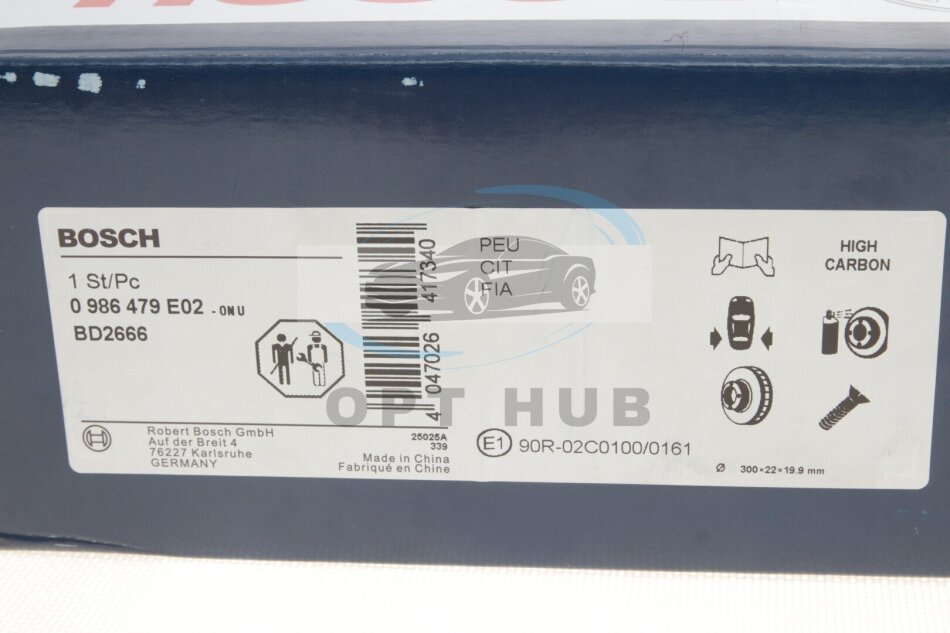 BOSCH
1 St/Pc
0 986 479 E02 - 0WU
BD2666
4 047026 417340
PEU
CIT
FIA
HIGH
CARBON
OPT HUB
Robert Bosch GmbH
Auf der Breit 4
76227 Karlsruhe
GERMANY
25025A
339
Made in China
Fabriqué en Chine
E1 90R-02C0100/0161
Ø 300×22×19.9 mm